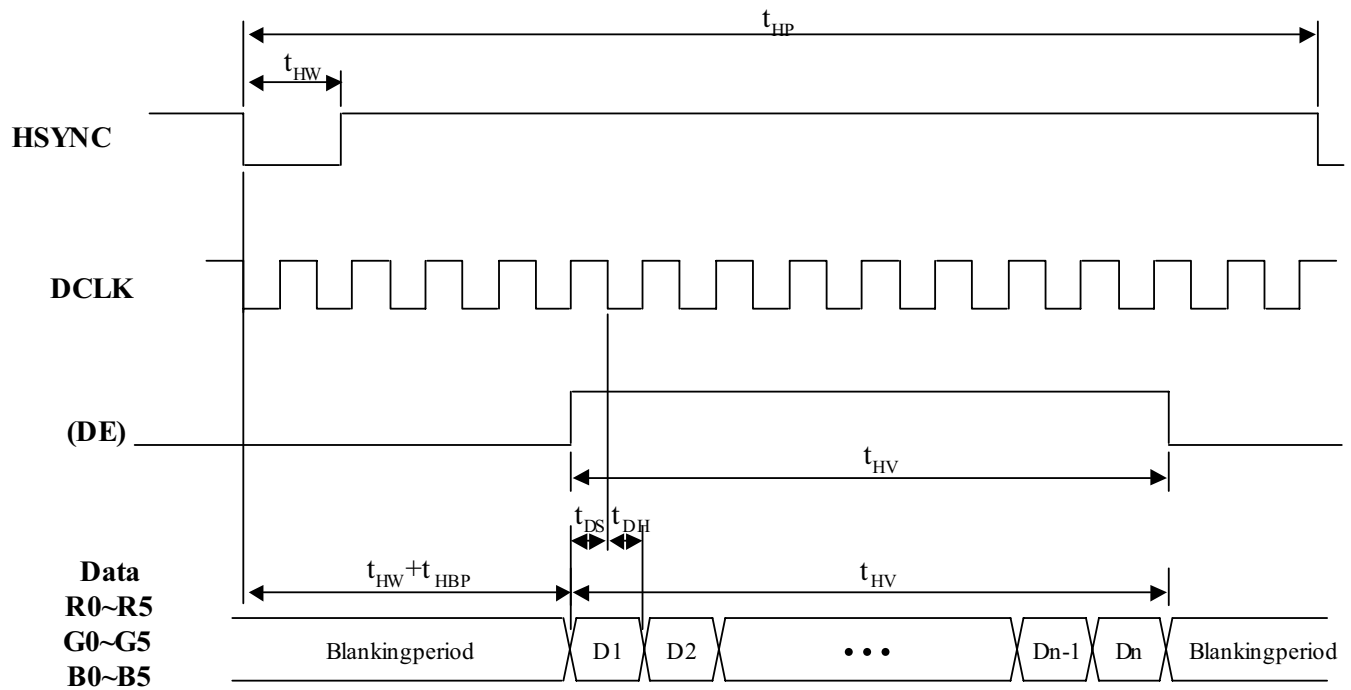 tHP
tHW
HSYNC
DCLK
(DE)
tHV
tDS tDH
Data
R0~R5
G0~G5
B0~B5
tHW+tHBP
tHV
Blankingperiod D1 D2 ••• Dn-1 Dn Blankingperiod